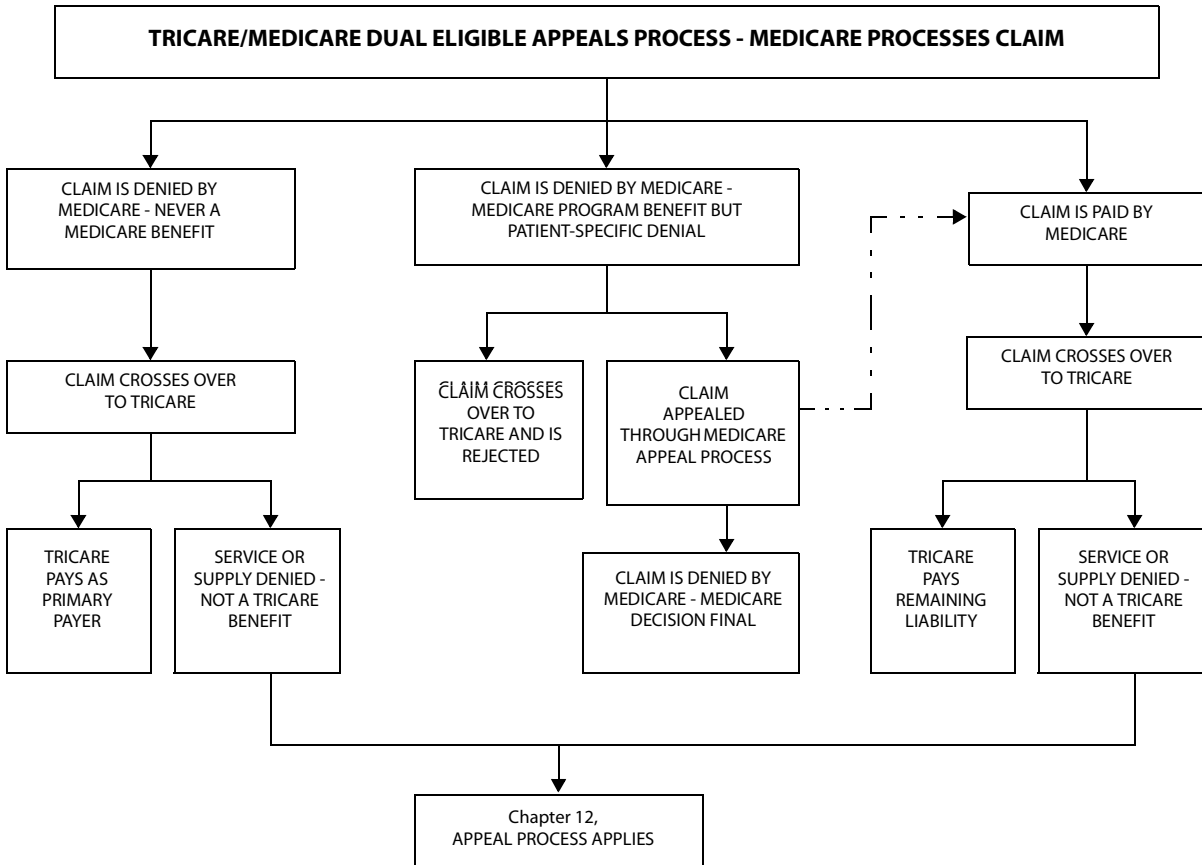 TRICARE/MEDICARE DUAL ELIGIBLE APPEALS PROCESS - MEDICARE PROCESSES CLAIM
CLAIM IS DENIED BY
MEDICARE - NEVER A
MEDICARE BENEFIT
CLAIM IS DENIED BY MEDICARE -
MEDICARE PROGRAM BENEFIT BUT
PATIENT-SPECIFIC DENIAL
CLAIM IS PAID BY
MEDICARE
CLAIM CROSSES OVER
TO TRICARE
CLAIM CROSSES
OVER TO
TRICARE AND IS
REJECTED
CLAIM
APPEALED
THROUGH MEDICARE
APPEAL PROCESS
CLAIM CROSSES OVER
TO TRICARE
TRICARE
PAYS AS
PRIMARY
PAYER
SERVICE OR
SUPPLY DENIED -
NOT A TRICARE
BENEFIT
CLAIM IS DENIED BY
MEDICARE - MEDICARE
DECISION FINAL
TRICARE
PAYS
REMAINING
LIABILITY
SERVICE OR
SUPPLY DENIED -
NOT A TRICARE
BENEFIT
Chapter 12,
APPEAL PROCESS APPLIES